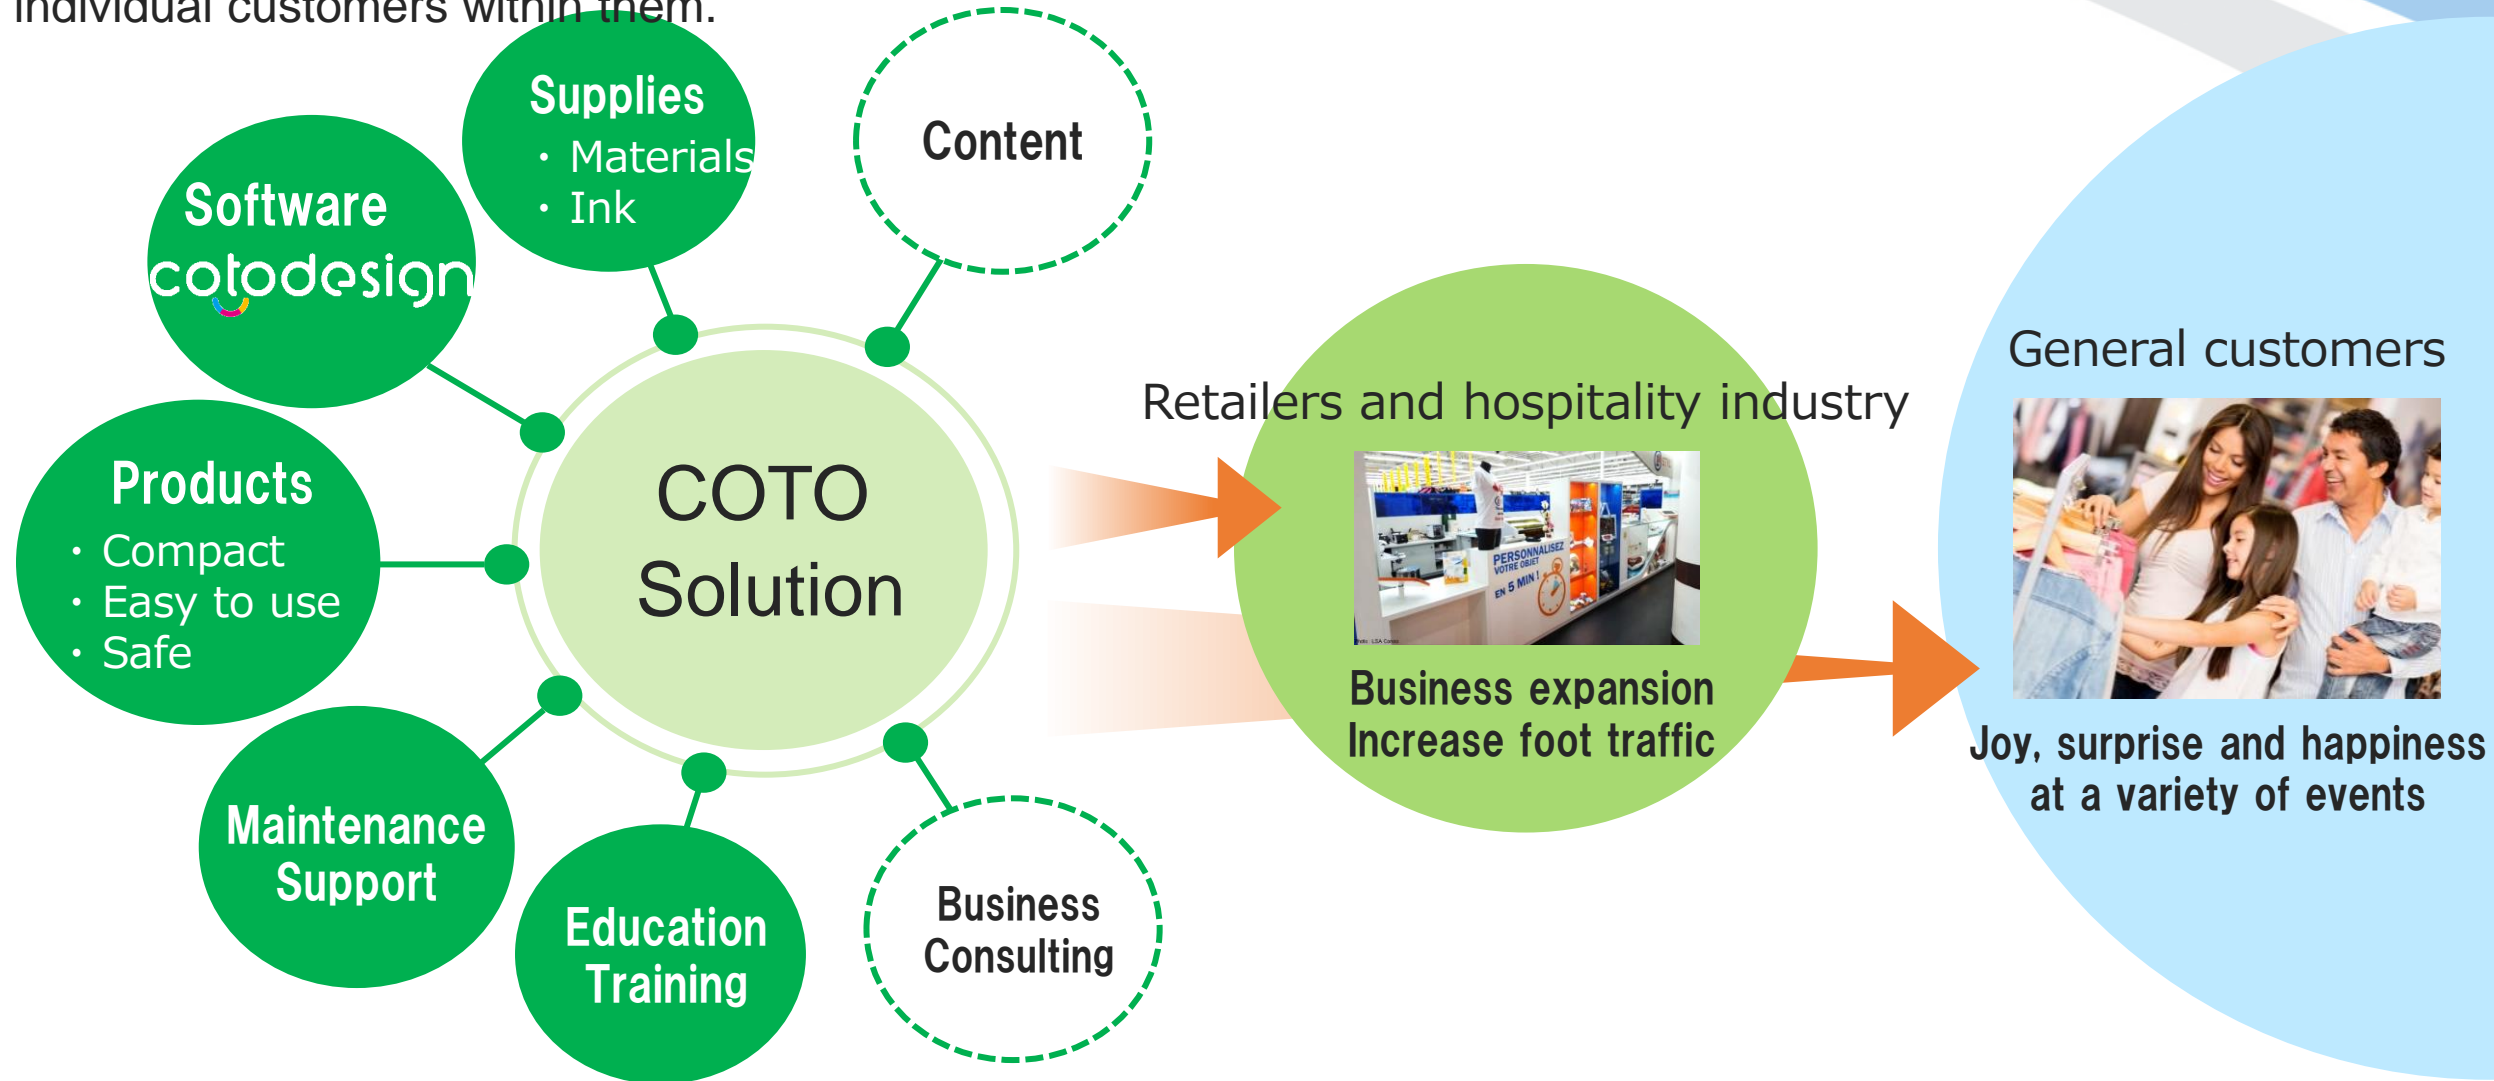 individual customers within them.
Supplies
・Materials
・Ink
Content
Software
cotodesign
Products
・Compact
・Easy to use
・Safe
COTO
Solution
Maintenance
Support
Education
Training
Business
Consulting
Retailers and hospitality industry
PERSONNALISEZ
VOTRE OBJET
EN 5 MIN !
Business expansion
Increase foot traffic
General customers
Joy, surprise and happiness
at a variety of events